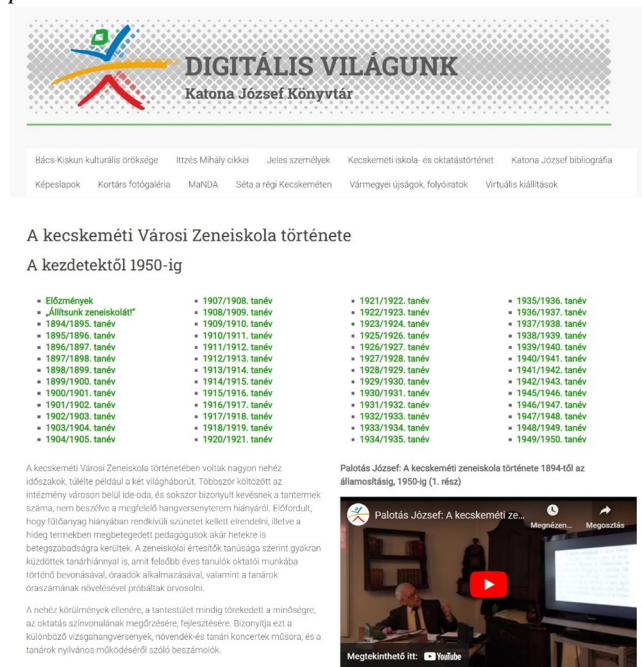 DIGITÁLIS VILÁGUNK
Katona József Könyvtár
Bács-Kiskun kulturális öröksége Ittzés Mihály cikkei Jeles személyek Kecskeméti iskola- és oktatástörténet Katona József bibliográfia
Képeslapok Kortárs fotógaléria MaNDA Séta a régi Kecskeméten Vármegyei újságok, folyóiratok Virtuális kiállítások
A kecskeméti Városi Zeneiskola története
A kezdetektől 1950-ig
Előzmények
„Állítsunk zeneiskolát!"
1894/1895. tanév
1895/1896. tanév
1896/1897. tanév
1897/1898. tanév
1898/1899. tanév
1899/1900. tanév
1900/1901. tanév
1901/1902. tanév
1902/1903. tanév
1903/1904. tanév
1904/1905. tanév
1907/1908. tanév
1908/1909. tanév
1909/1910. tanév
1910/1911. tanév
1911/1912. tanév
1912/1913. tanév
1913/1914. tanév
1914/1915. tanév
1915/1916. tanév
1916/1917. tanév
1917/1918. tanév
1918/1919. tanév
1920/1921. tanév
1921/1922. tanév
1922/1923. tanév
1923/1924. tanév
1925/1926. tanév
1926/1927. tanév
1927/1928. tanév
1928/1929. tanév
1929/1930. tanév
1930/1931. tanév
1931/1932. tanév
1932/1933. tanév
1933/1934. tanév
1934/1935. tanév
1935/1936. tanév
1936/1937. tanév
1937/1938. tanév
1938/1939. tanév
1939/1940. tanév
1940/1941. tanév
1941/1942. tanév
1942/1943. tanév
1945/1946. tanév
1946/1947. tanév
1947/1948. tanév
1948/1949. tanév
1949/1950. tanév
A kecskeméti Városi Zeneiskola történetében voltak nagyon nehéz
időszakok, túlélte például a két világháborút. Többször költözött az
intézmény városon belül ide-oda, és sokszor bizonyult kevésnek a tantermek
száma, nem beszélve a megfelelő hangversenyterem hiányáról. Előfordult,
hogy fűtőanyag hiányában rendkívüli szünetet kellett elrendelni, illetve a
hideg termekben megbetegedett pedagógusok akár hetekre is
betegszabadságra kerültek. A zeneiskolai értesítők tanúsága szerint gyakran
küzdöttek tanárhiánnyal is, amit felsőbb éves tanulók oktatói munkába
történő bevonásával, óraadók alkalmazásával, valamint a tanárok
óraszámának növelésével próbáltak orvosolni.
A nehéz körülmények ellenére, a tantestület mindig törekedett a minőségre,
az oktatás színvonalának megőrzésére, fejlesztésére. Bizonyítja ezt a
különböző vizsgahangversenyek, növendék-és tanári koncertek műsora, és a
tanárok nyilvános működéséről szóló beszámolók.
Palotás József: A kecskeméti zeneiskola története 1894-től az
államosításig, 1950-ig (1. rész)
Palotás József: A kecskeméti ze...
Megnézen...
Megosztás
Megtekinthető itt: YouTube